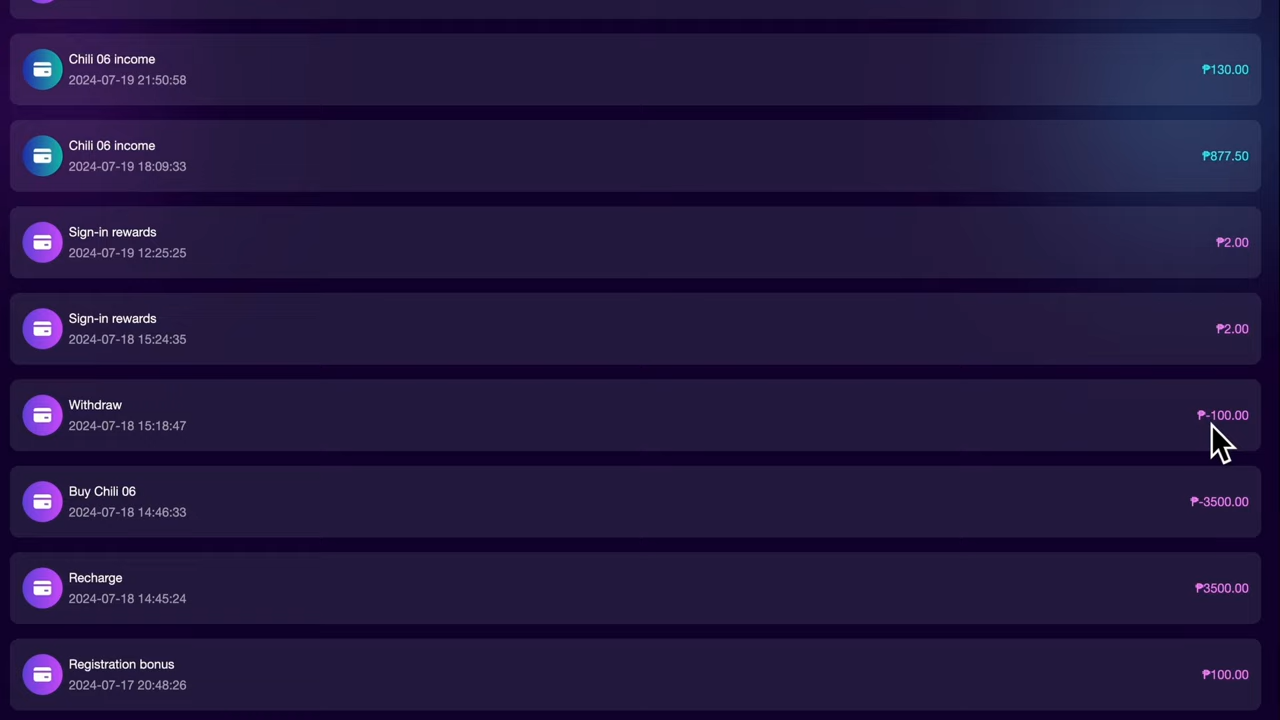 Chili 06 income
2024-07-19 21:50:58
₱130.00
Chili 06 income
2024-07-19 18:09:33
₱877.50
Sign-in rewards
2024-07-19 12:25:25
₱2.00
Sign-in rewards
2024-07-18 15:24:35
₱2.00
Withdraw
2024-07-18 15:18:47
₱-100.00
Buy Chili 06
2024-07-18 14:46:33
₱-3500.00
Recharge
2024-07-18 14:45:24
₱3500.00
Registration bonus
2024-07-17 20:48:26
₱100.00